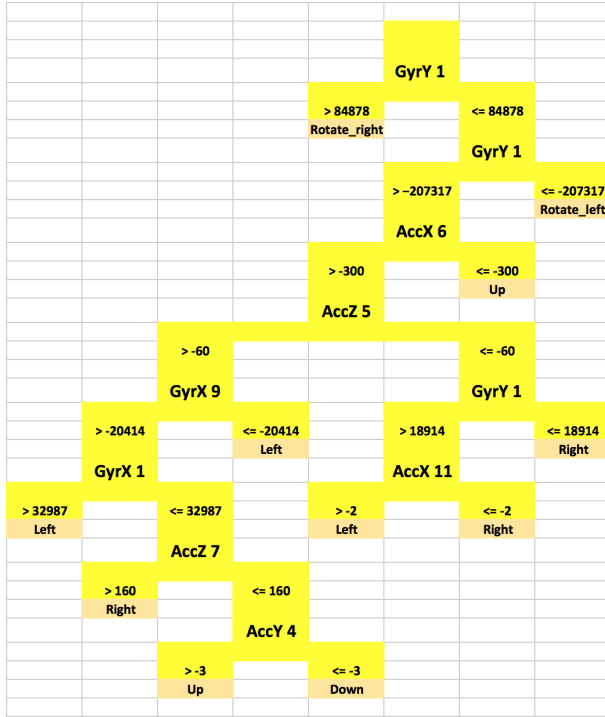 GyrY 1
> 84878 <= 84878
Rotate_right
GyrY 1
> −207317 <= -207317
Rotate_left
AccX 6
> -300 <= -300
Up
AccZ 5
> -60 <= -60
GyrX 9 GyrY 1
> -20414 <= -20414 > 18914 <= 18914
Left Right
GyrX 1 AccX 11
> 32987 <= 32987 > -2 <= -2
Left Left Right
AccZ 7
> 160 <= 160
Right
AccY 4
> -3 <= -3
Up Down